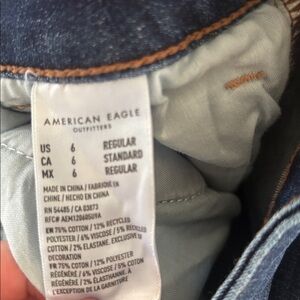 AMERICAN EAGLE
OUTFITTERS
US 6 REGULAR
CA 6 STANDARD
MX 6 REGULAR
MADE IN CHINA / FABRIQUÉ EN
CHINE / HECHO EN CHINA
RN 54485 / CA 03873
RFC# AEM120405U9A
EN 75% COTTON / 12% RECYCLED
POLYESTER / 6% VISCOSE / 5% RECYCLED
COTTON / 2% ELASTANE. EXCLUSIVE OF
DECORATION
FR 75% COTON / 12% POLYESTER
RÉGÉNÉRÉ / 6% VISCOSE / 5% COTON
RÉGÉNÉRÉ / 2% ÉLASTHANNE. À
L'EXCEPTION DE LA GARNITURE